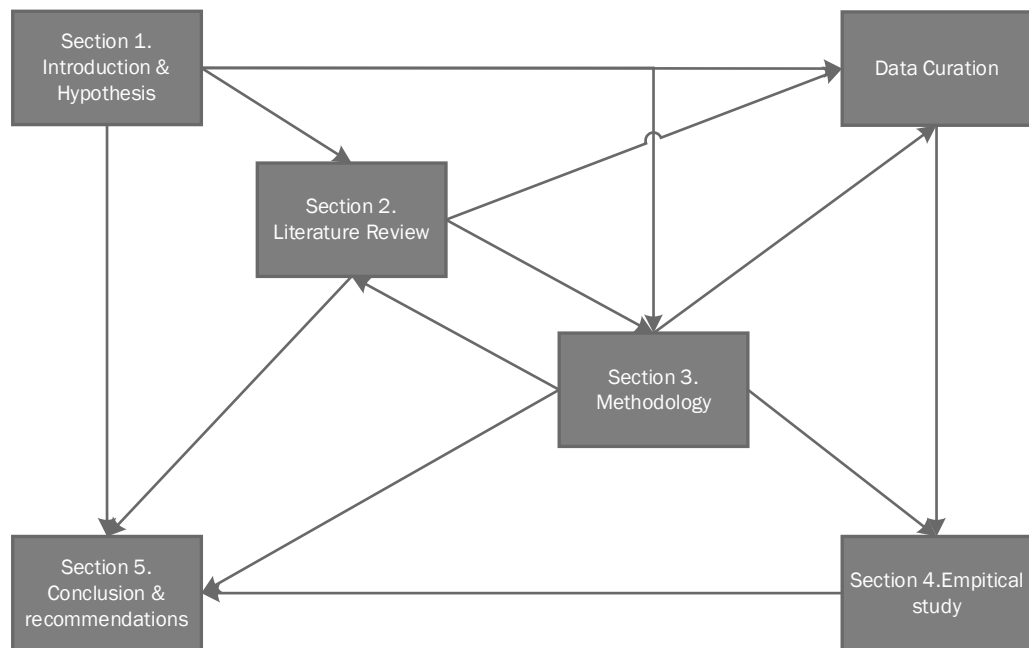 Section 1.
Introduction &
Hypothesis
Data Curation
Section 2.
Literature Review
Section 3.
Methodology
Section 5.
Conclusion &
recommendations
Section 4.Empitical
study